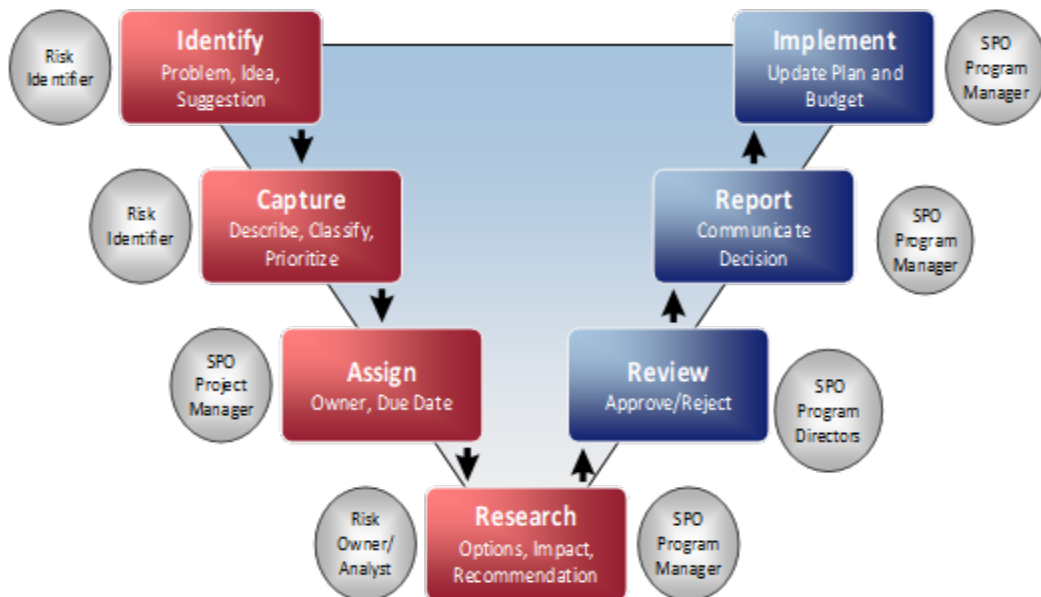 Risk
Identifier
Identify
Problem, Idea,
Suggestion
Implement
Update Plan and
Budget
SPO
Program
Manager
Risk
Identifier
Capture
Describe, Classify,
Prioritize
Report
Communicate
Decision
SPO
Program
Manager
SPO
Project
Manager
Assign
Owner, Due Date
Review
Approve/Reject
SPO
Program
Directors
Risk
Owner/
Analyst
Research
Options, Impact,
Recommendation
SPO
Program
Manager